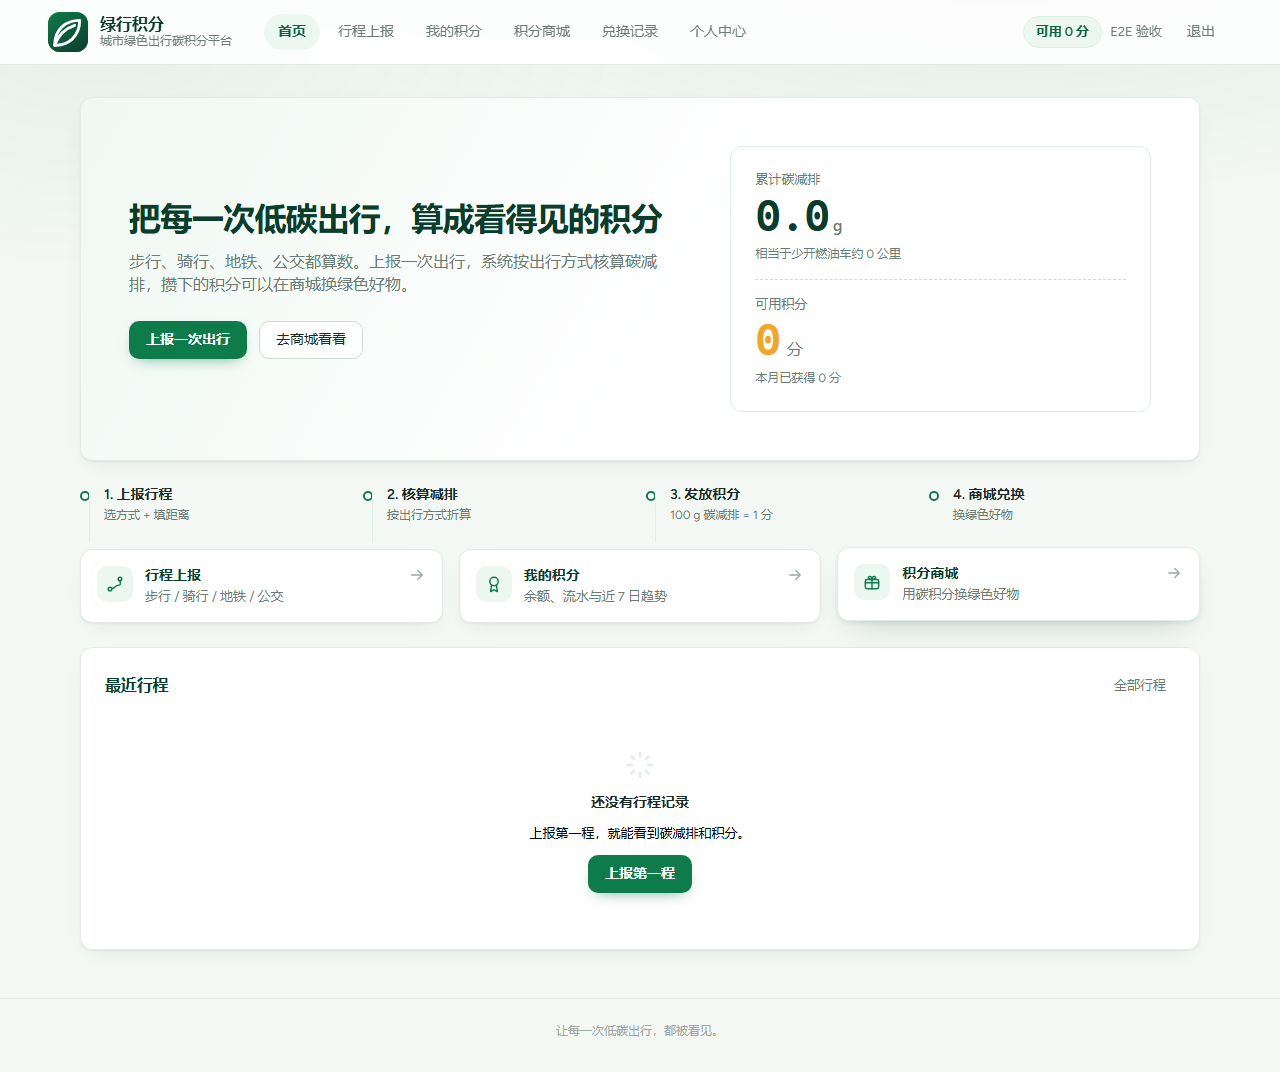 绿行积分
城市绿色出行碳积分平台
首页
行程上报
我的积分
积分商城
兑换记录
个人中心
可用 0 分
E2E 验收
退出
把每一次低碳出行，算成看得见的积分
步行、骑行、地铁、公交都算数。上报一次出行，系统按出行方式核算碳减
排，攒下的积分可以在商城换绿色好物。
上报一次出行
去商城看看
累计碳减排
0.0 g
相当于少开燃油车约 0 公里
可用积分
0 分
本月已获得 0 分
1. 上报行程
选方式 + 填距离
2. 核算减排
按出行方式折算
3. 发放积分
100 g 碳减排 = 1 分
4. 商城兑换
换绿色好物
行程上报
步行 / 骑行 / 地铁 / 公交
我的积分
余额、流水与近 7 日趋势
积分商城
用碳积分换绿色好物
最近行程
全部行程
还没有行程记录
上报第一程，就能看到碳减排和积分。
上报第一程
让每一次低碳出行，都被看见。